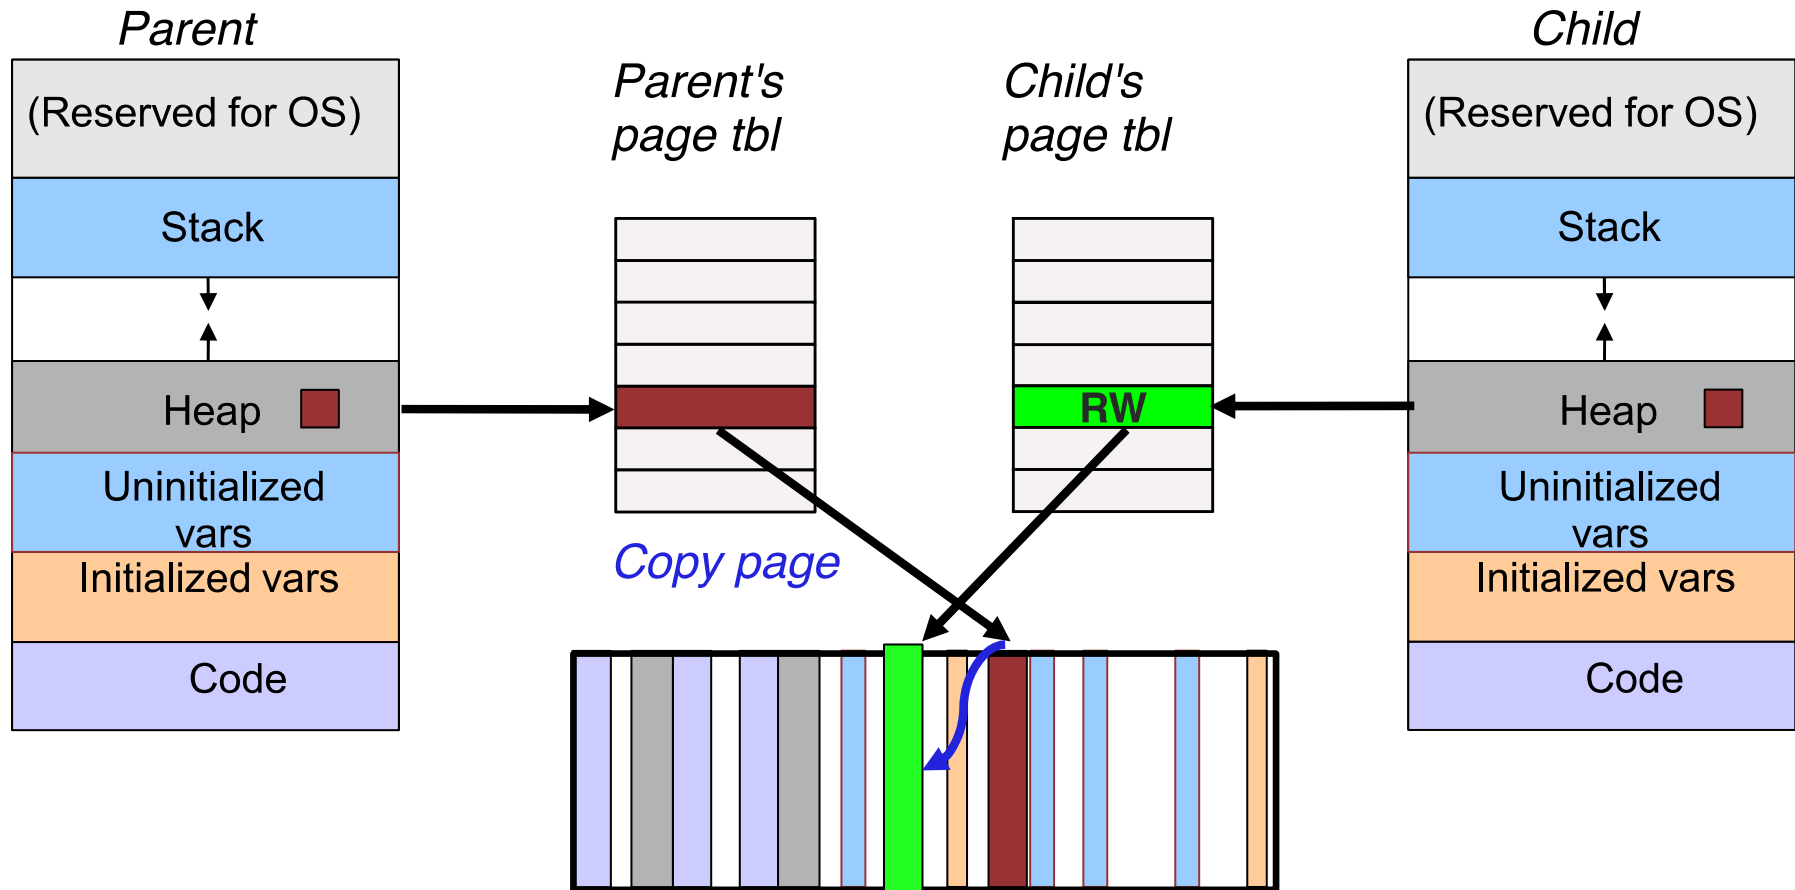 Parent
(Reserved for OS)
Stack
Heap
Uninitialized
vars
Initialized vars
Code
Parent's
page tbl
Child's
page tbl
RW
Copy page
Child
(Reserved for OS)
Stack
Heap
Uninitialized
vars
Initialized vars
Code